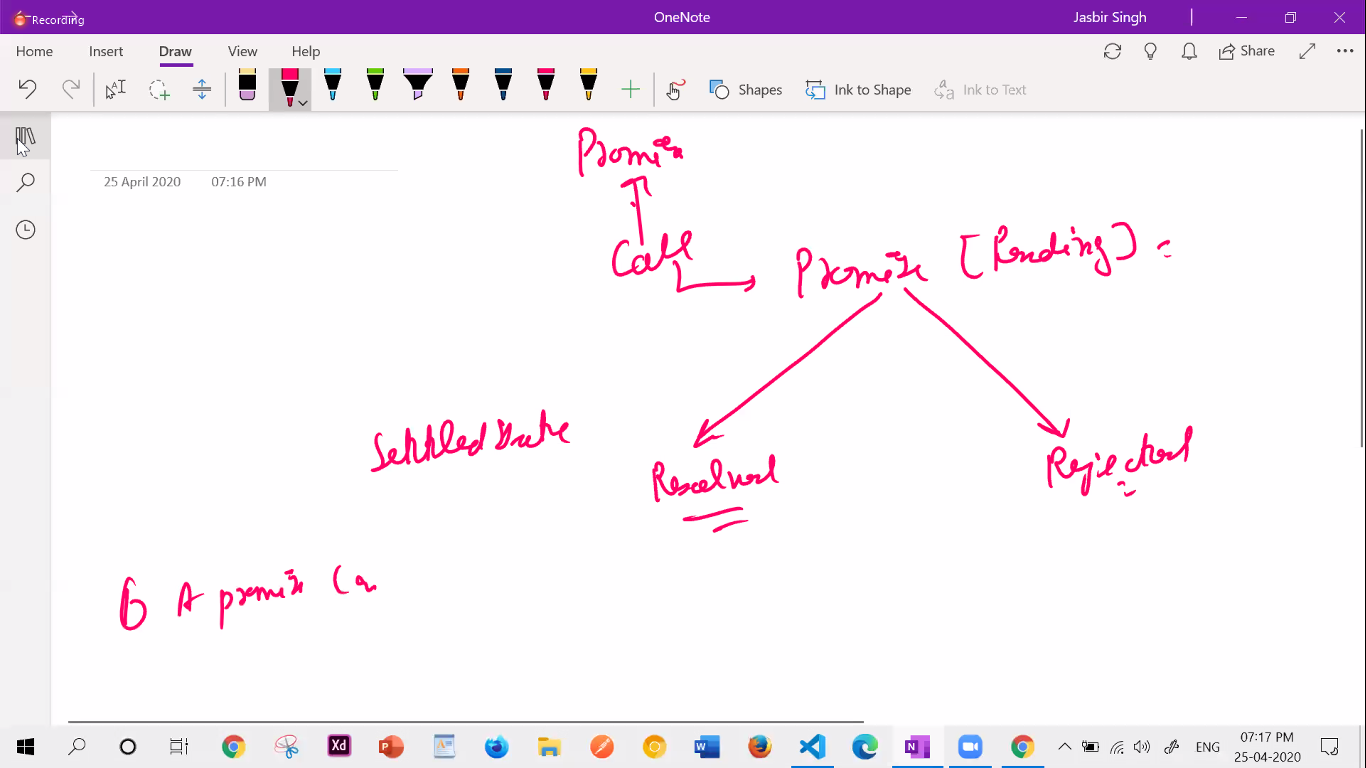 Recording
OneNote
Jasbir Singh
Home Insert Draw View Help
Share
Shapes
Ink to Shape
Ink to Text
Promise
25 April 2020 07:16 PM
Call
Promise [Pending] =
Settled State
Resolved
Rejected
A promise Ca
Xd
ENG
07:17 PM
25-04-2020